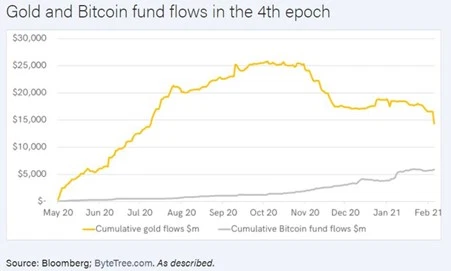 Gold and Bitcoin fund flows in the 4th epoch
$30,000
$25,000
$20,000
$15,000
$10,000
$5,000
$-
May 20 Jun 20 Jul 20 Aug 20 Sep 20 Oct 20 Nov 20 Dec 20 Jan 21 Feb 21
Cumulative gold flows $m Cumulative Bitcoin fund flows $m
Source: Bloomberg; ByteTree.com. As described.